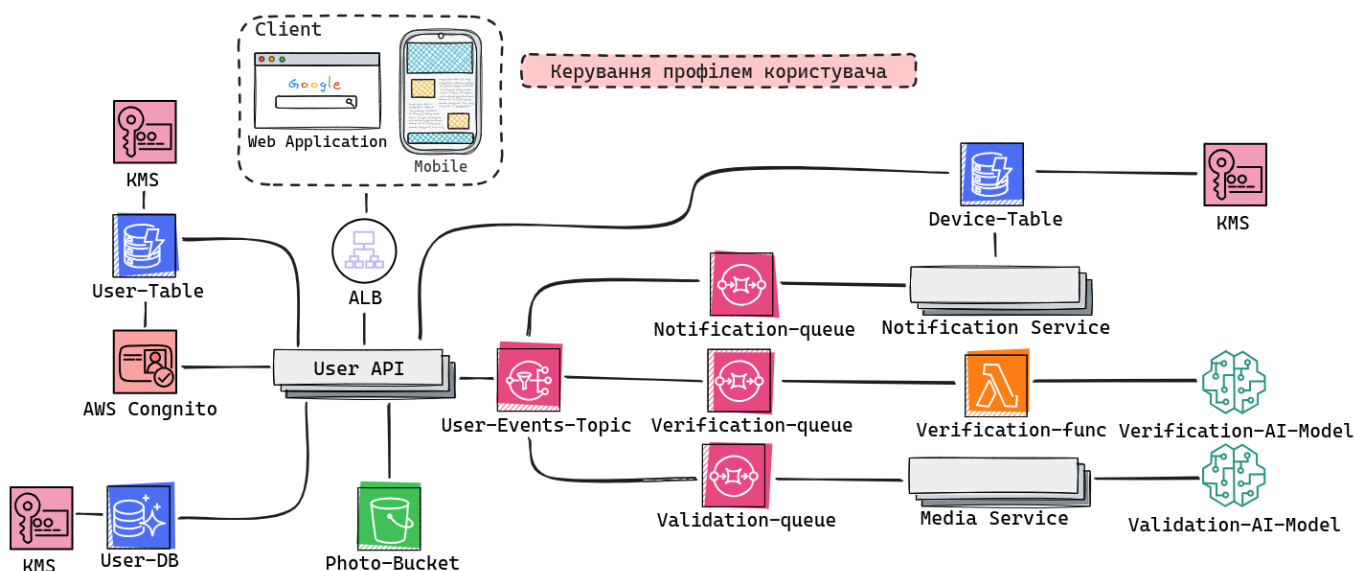 Client
Керування профілем користувача
Google
Web Application
Mobile
KMS
KMS
User-Table
ALB
Device-Table
Notification-queue
Notification Service
User API
AWS Congnito
User-Events-Topic
Verification-queue
Verification-func
Verification-AI-Model
Validation-queue
Media Service
Validation-AI-Model
KMS
User-DB
Photo-Bucket